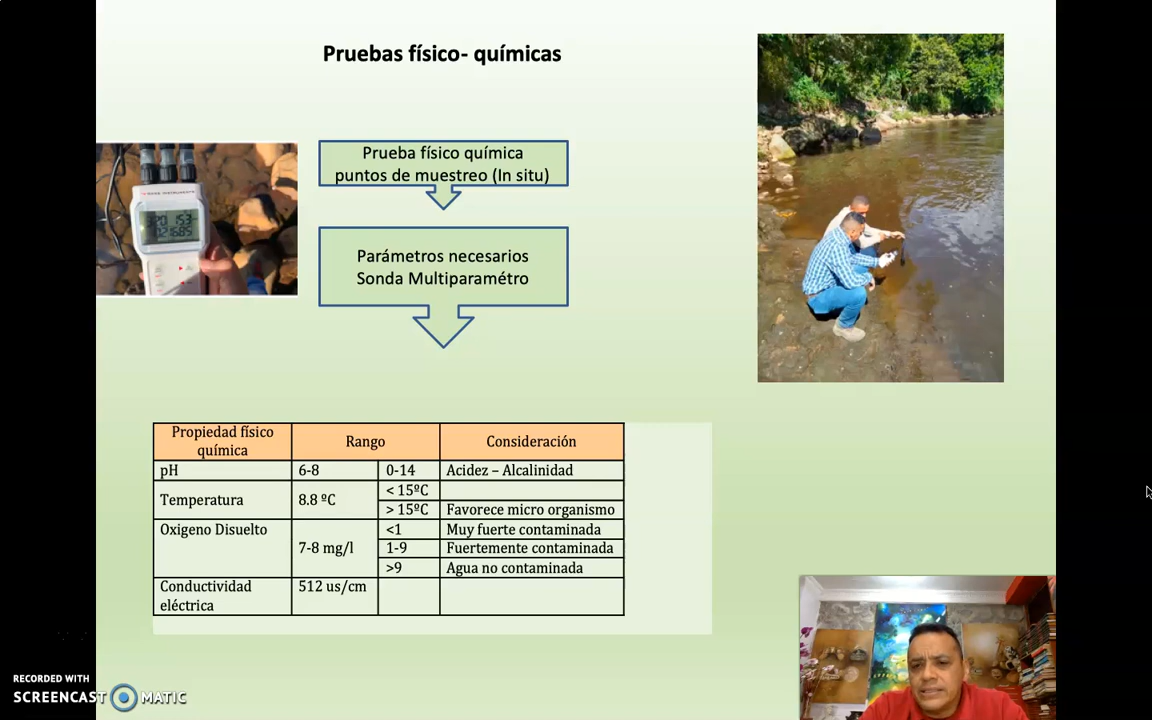 Pruebas físico- químicas
Prueba físico química
puntos de muestreo (In situ)
Parámetros necesarios
Sonda Multiparamétro
Propiedad físico
química
Rango
Consideración
pH
6-8
0-14
Acidez – Alcalinidad
Temperatura
8.8 ºC
< 15ºC
> 15ºC
Favorece micro organismo
Oxigeno Disuelto
7-8 mg/l
<1
Muy fuerte contaminada
1-9
Fuertemente contaminada
>9
Agua no contaminada
Conductividad
eléctrica
512 us/cm
RECORDED WITH
SCREENCAST MATIC